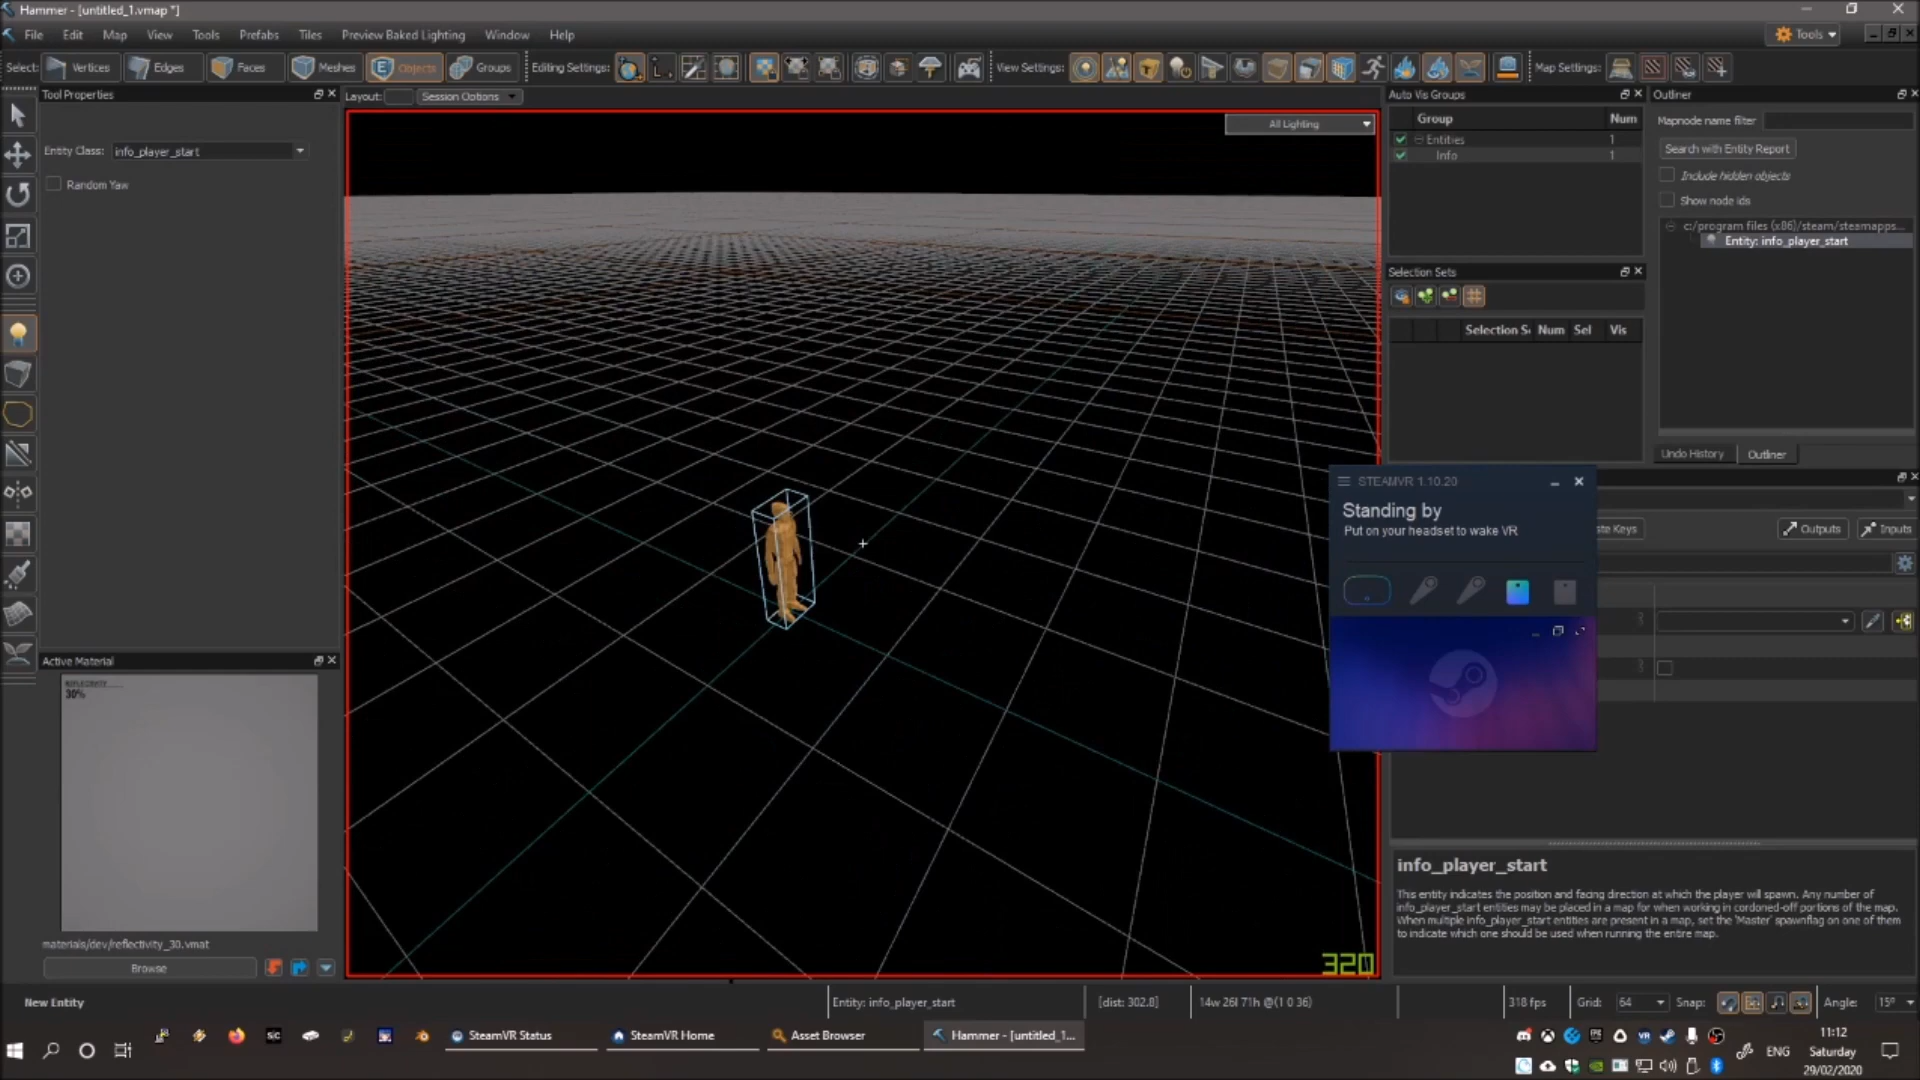 Hammer - [untitled_1.vmap *]
File Edit Map View Tools Prefabs Tiles Preview Baked Lighting Window Help
Tools
Select: Vertices Edges Faces Meshes Objects Groups Editing Settings: View Settings: Map Settings:
Tool Properties
Layout: Session Options
Auto Vis Groups
Outliner
All Lighting
Group Num
Mapnode name filter
Entities 1
Info 1
Search with Entity Report
Entity Class: info_player_start
Random Yaw
Include hidden objects
Show node ids
c:/program files (x86)/steam/steamapps...
Entity: info_player_start
Selection Sets
Selection S Num Sel Vis
Undo History Outliner
STEAMVR 1.10.20
Standing by
Put on your headset to wake VR
ste Keys Outputs Inputs
Active Material
REFLECTIVITY
30%
materials/dev/reflectivity_30.vmat
Browse
info_player_start
This entity indicates the position and facing direction at which the player will spawn. Any number of
info_player_start entities may be placed in a map for when working in cordoned-off portions of the map.
When multiple info_player_start entities are present in a map, set the 'Master' spawnflag on one of them
to indicate which one should be used when running the entire map.
320
New Entity Entity: info_player_start [dist: 302.8] 14w 26l 71h @(1 0 36) 318 fps Grid: 64 Snap: Angle: 15°
SteamVR Status SteamVR Home Asset Browser Hammer - [untitled_1...
ENG
11:12
Saturday
29/02/2020